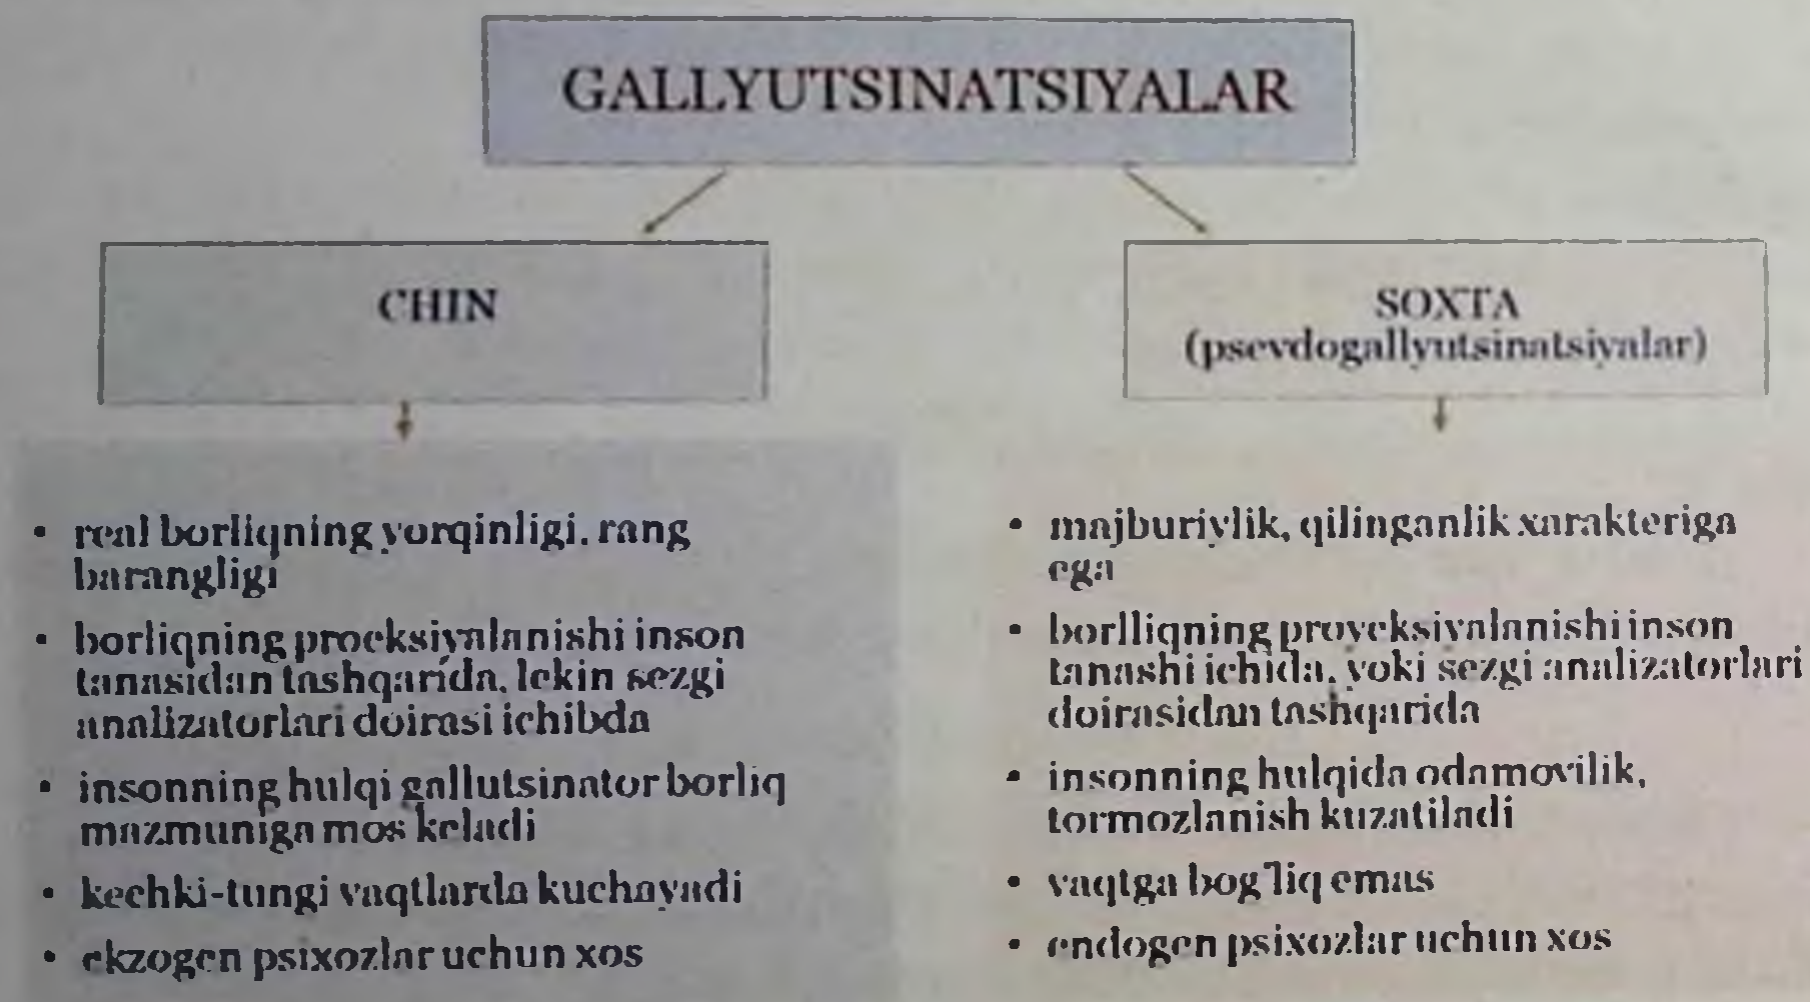 GALLYUTSINATSIYALAR
CHIN
• real borliqning yorqinligi, rang
barangligi
• borliqning proeksiyalanishi inson
tanasidan tashqarida, lekin sezgi
analizatorlari doirasi ichibda
• insonning hulqi gallutsinator borliq
mazmuniga mos keladi
• kechki-tungi vaqtlarda kuchayadi
• ekzogen psixozlar uchun xos
SOXTA
(psevdogallyutsinatsiyalar)
• majburiylik, qilinganlik xarakteriga
ega
• borlliqning proyeksiyalanishi inson
tanashi ichida, yoki sezgi analizatorlari
doirasidan tashqarida
• insonning hulqida odamovilik,
tormozlanish kuzatiladi
• vaqtga bog'liq emas
• endogen psixozlar uchun xos